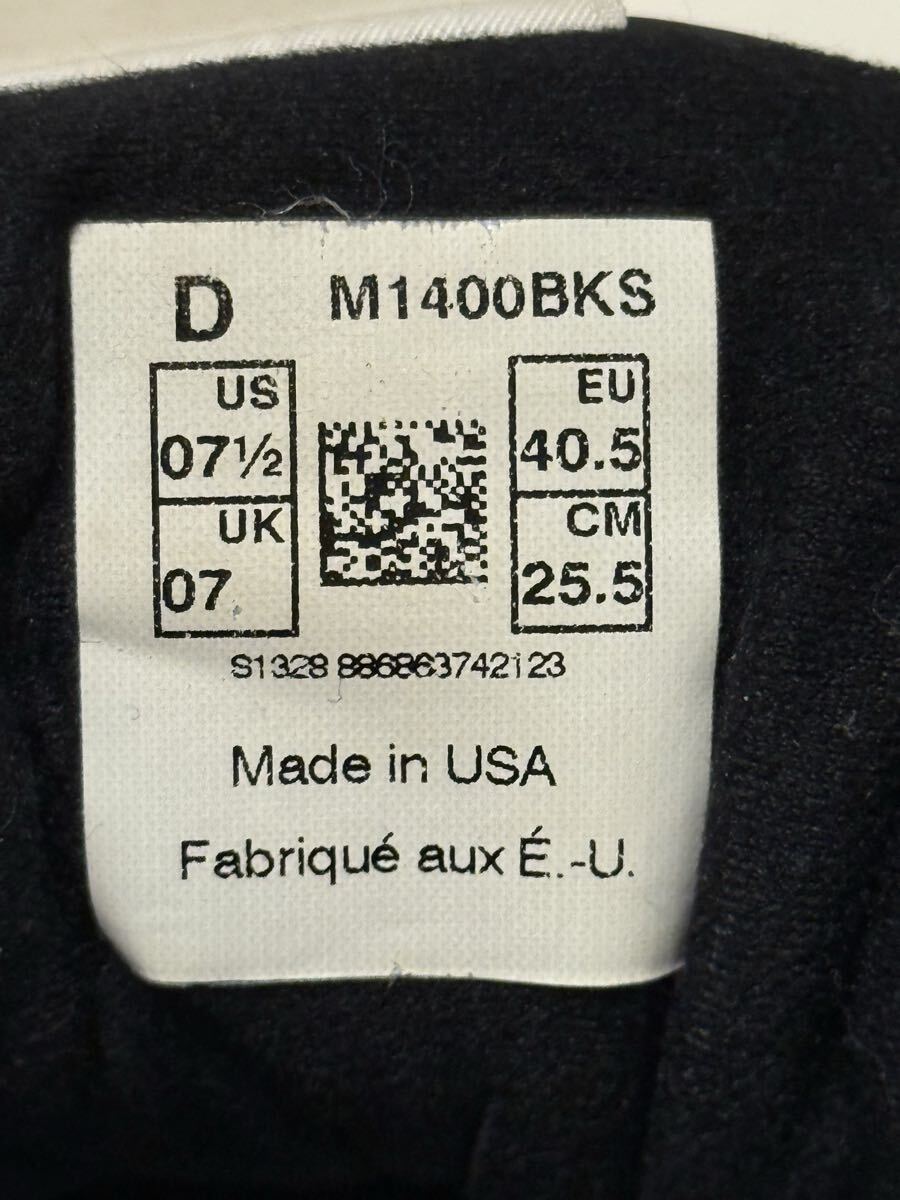 D M1400BKS
US
07½
UK
07
EU
40.5
CM
25.5
S1328 886863742123
Made in USA
Fabriqué aux É.-U.